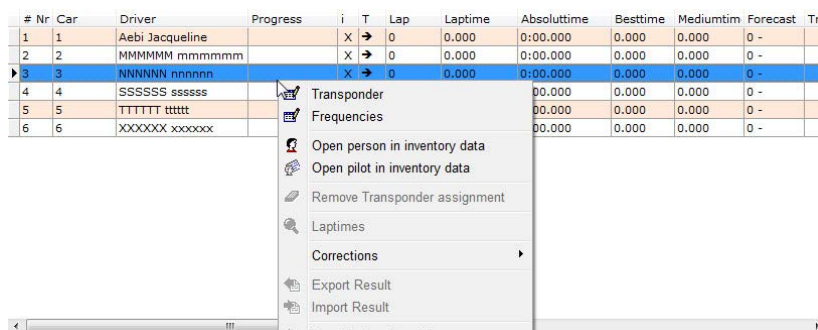 # Nr Car Driver Progress i T Lap Laptime Absoluttime Besttime Mediumtim Forecast Tr
1 1 Aebi Jacqueline X → 0 0.000 0:00.000 0.000 0.000 0 -
2 2 MMMMMM mmmmmm X → 0 0.000 0:00.000 0.000 0.000 0 -
3 3 NNNNNN nnnnnn X → 0 0.000 0:00.000 0.000 0.000 0 -
4 4 SSSSSS ssssss 00.000 0.000 0.000 0 -
5 5 TTTTTT tttttt 00.000 0.000 0.000 0 -
6 6 XXXXXX xxxxxx 00.000 0.000 0.000 0 -
Transponder
Frequencies
Open person in inventory data
Open pilot in inventory data
Remove Transponder assignment
Laptimes
Corrections
Export Result
Import Result